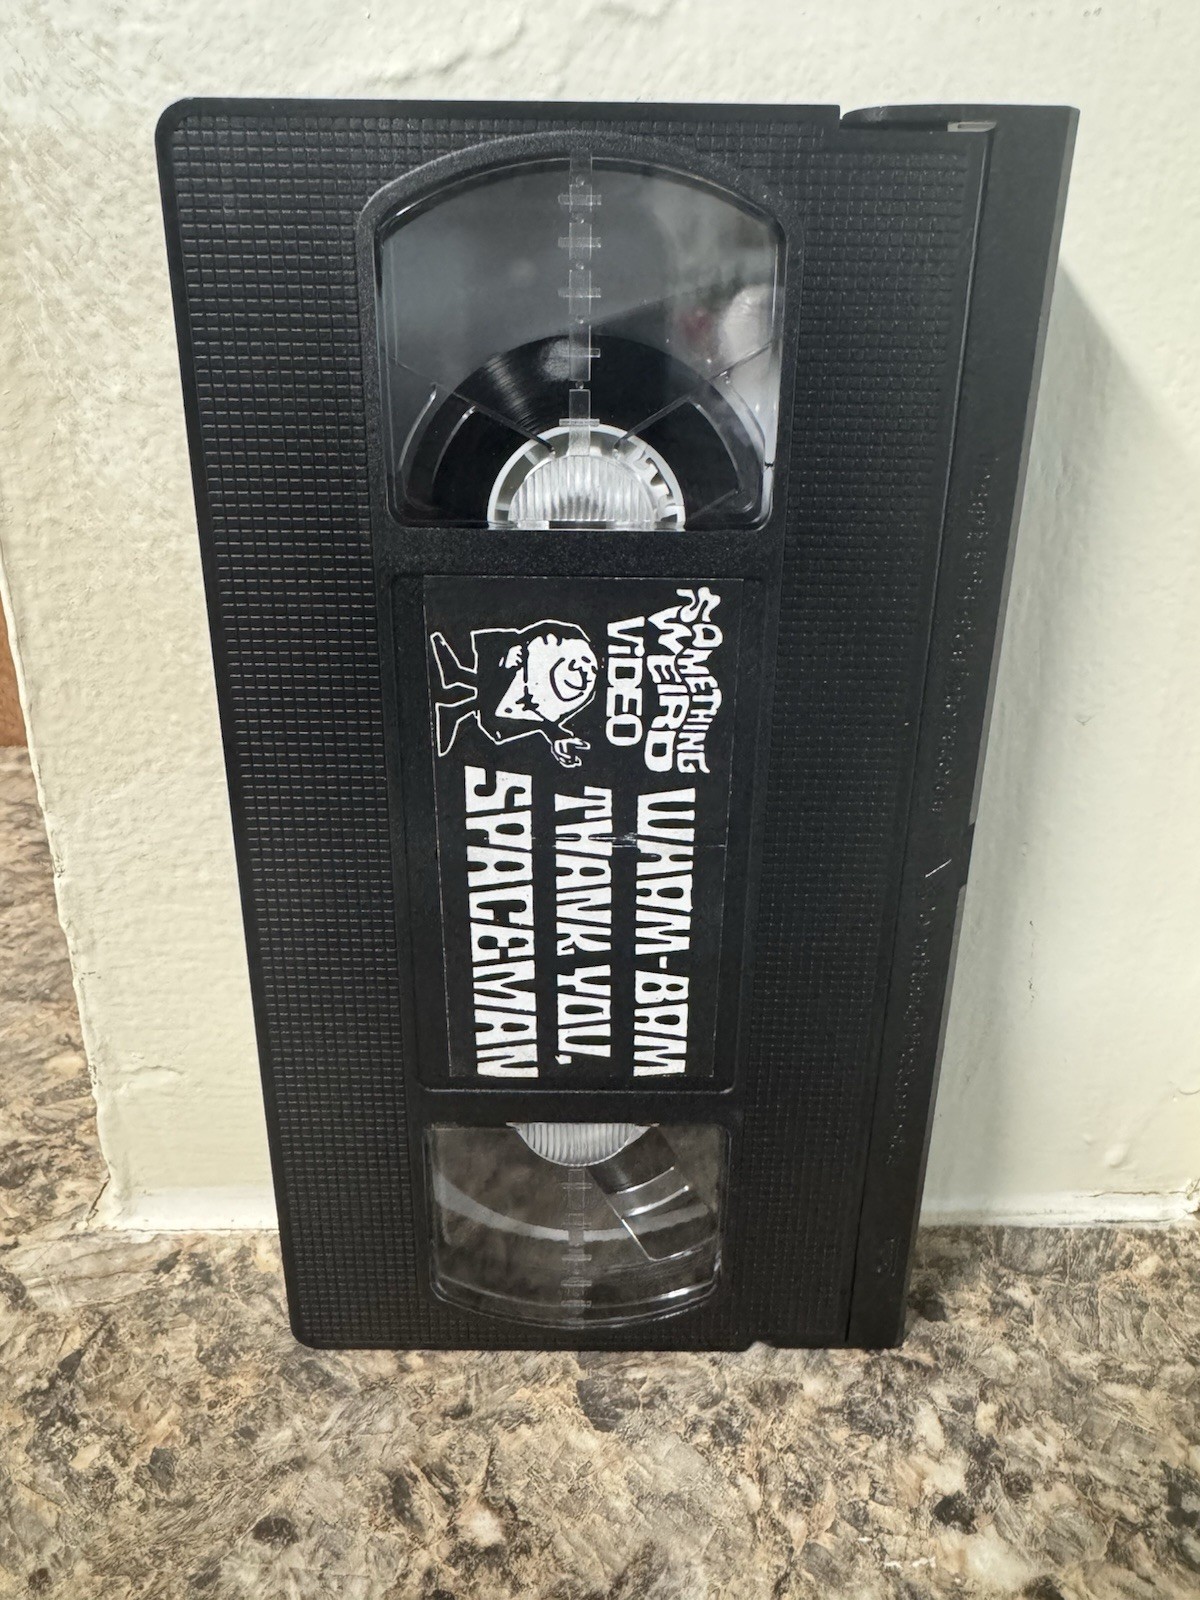 SOMETHING
WEIRD
VIDEO
WHAM-BAM
THANK YOU,
SPACEMAN